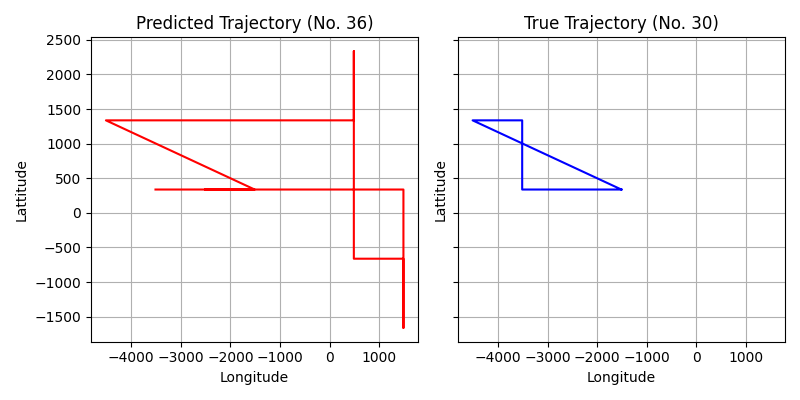 Predicted Trajectory (No. 36)
True Trajectory (No. 30)
2500
2000
1500
1000
500
0
−500
−1000
−1500
Lattitude
Lattitude
−4000 −3000 −2000 −1000 0 1000
−4000 −3000 −2000 −1000 0 1000
Longitude
Longitude